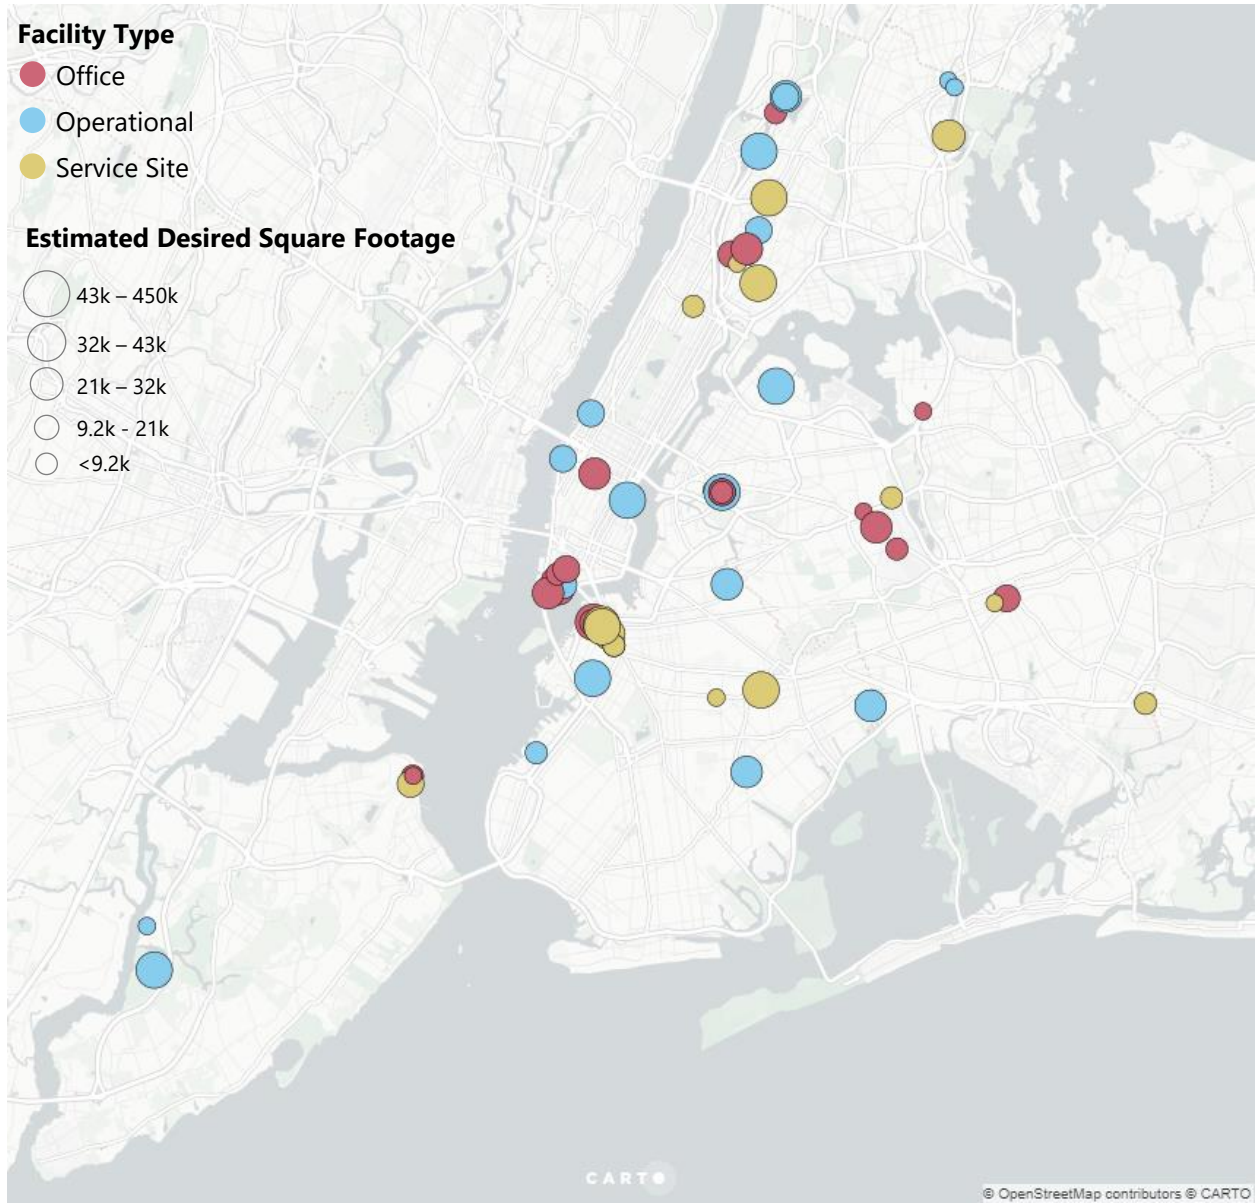 Facility Type
Office
Operational
Service Site
Estimated Desired Square Footage
43k – 450k
32k – 43k
21k – 32k
9.2k - 21k
<9.2k
CARTO
© OpenStreetMap contributors © CARTO